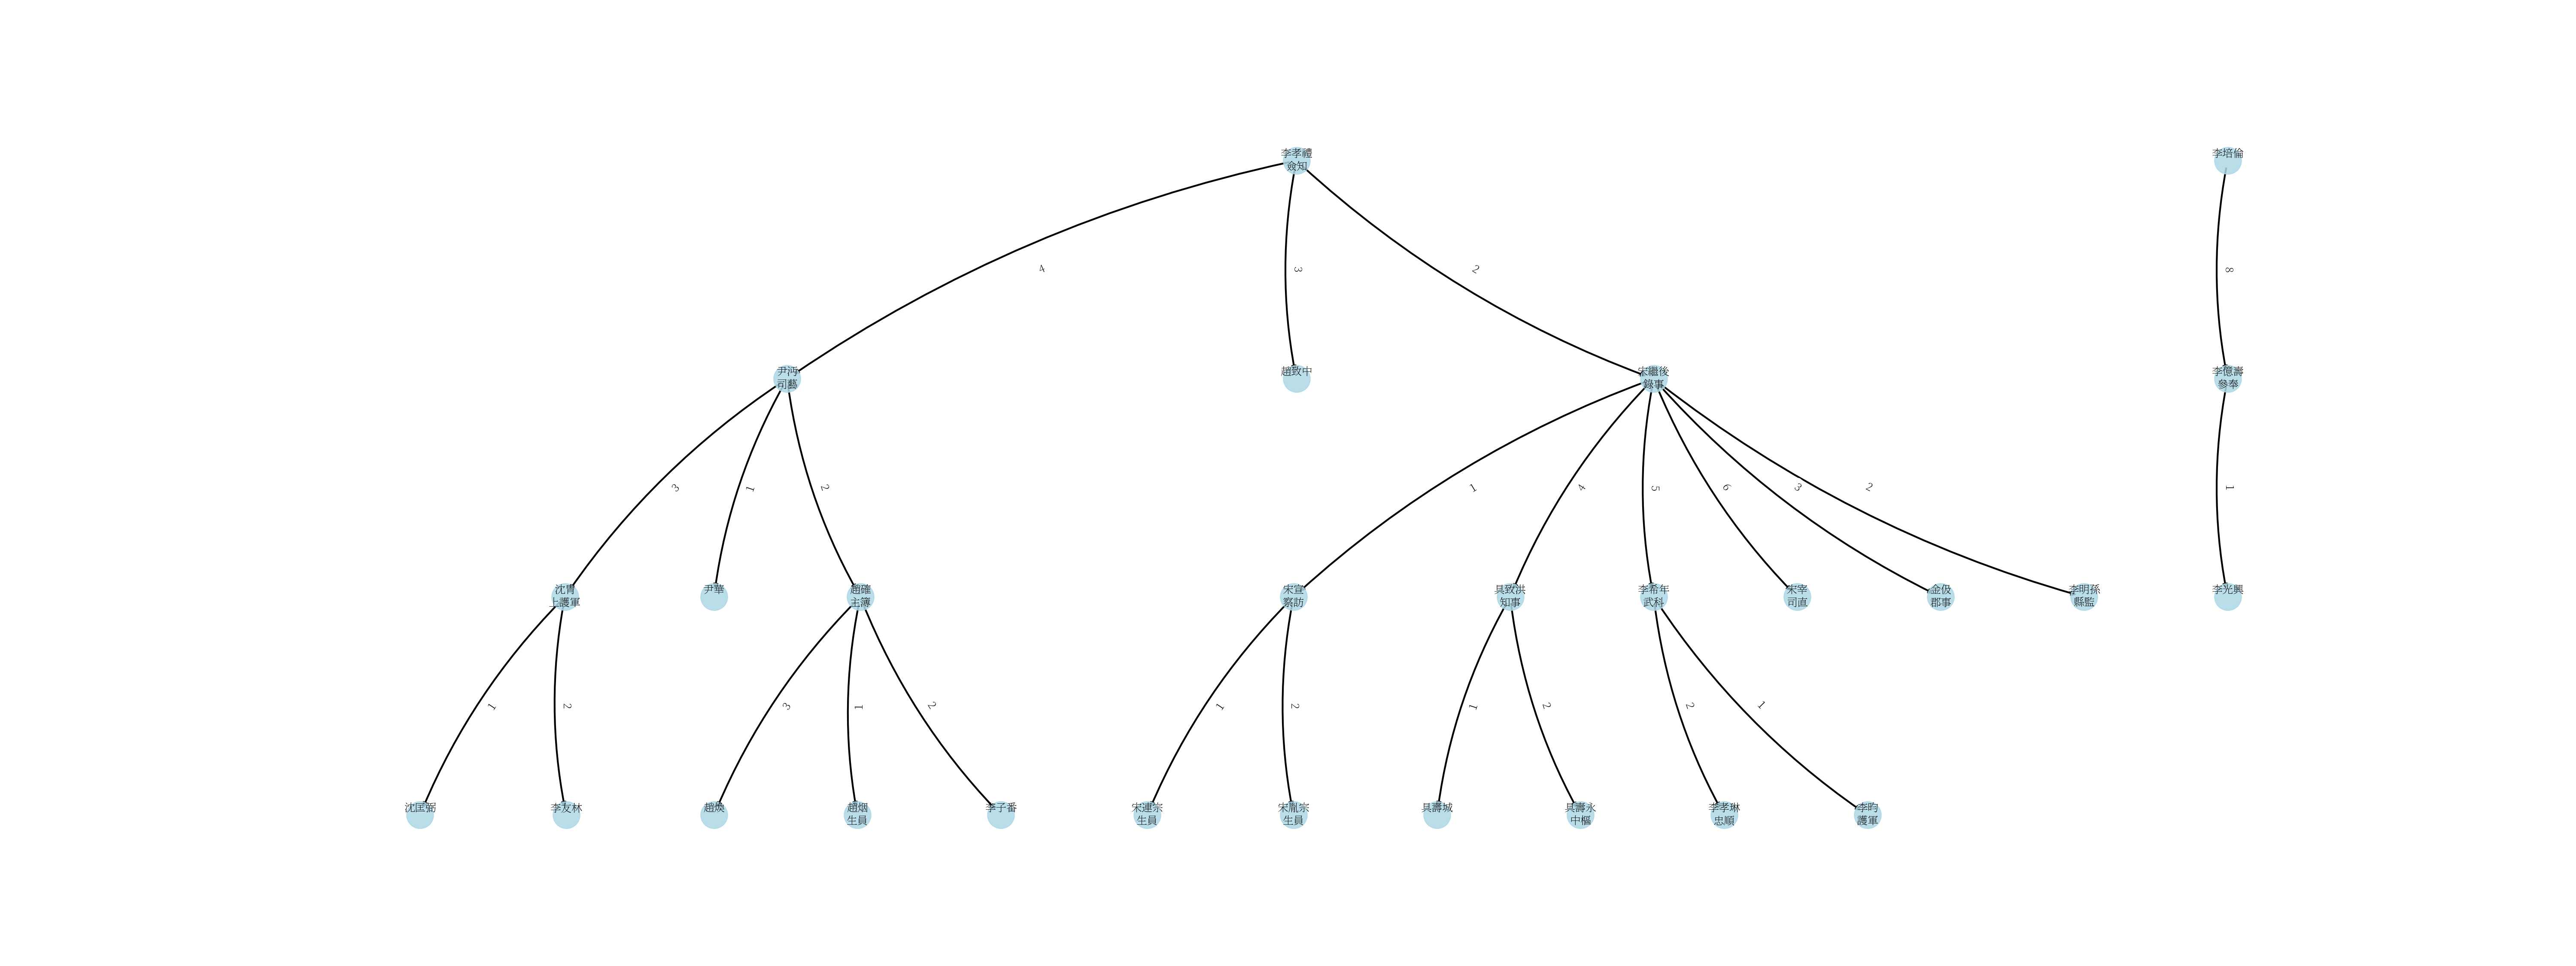 李孝禮
僉知
李培倫
4
3
2
8
尹沔
司藝
趙致中
宋繼後
錄事
李億壽
參奉
3
1
2
1
4
5
6
3
2
1
沈胄
上護軍
尹華
趙確
主簿
宋宣
察訪
具致洪
知事
李希年
武科
宋宰
司直
金伋
郡事
李明孫
縣監
李光興
1
2
3
1
2
1
2
1
2
2
1
沈匡弼
李友林
趙煥
趙烟
生員
李子番
宋連宗
生員
宋胤宗
生員
具壽城
具壽永
中樞
李孝琳
忠順
李昀
護軍